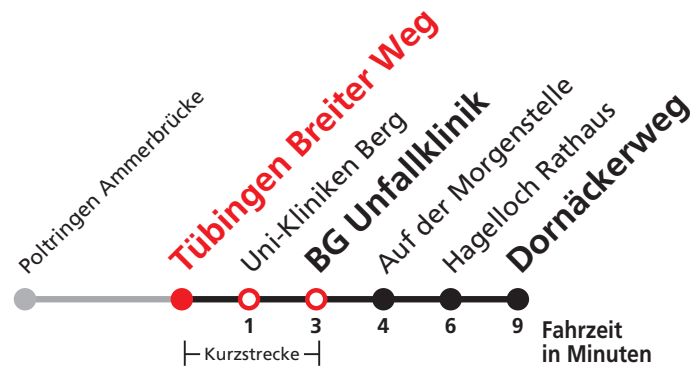 Poltringen Ammerbrücke
Tübingen Breiter Weg
Uni-Kliniken Berg
BG Unfallklinik
Auf der Morgenstelle
Hagelloch Rathaus
Dornäckerweg
1 3 4 6 9 Fahrzeit
in Minuten
Kurzstrecke